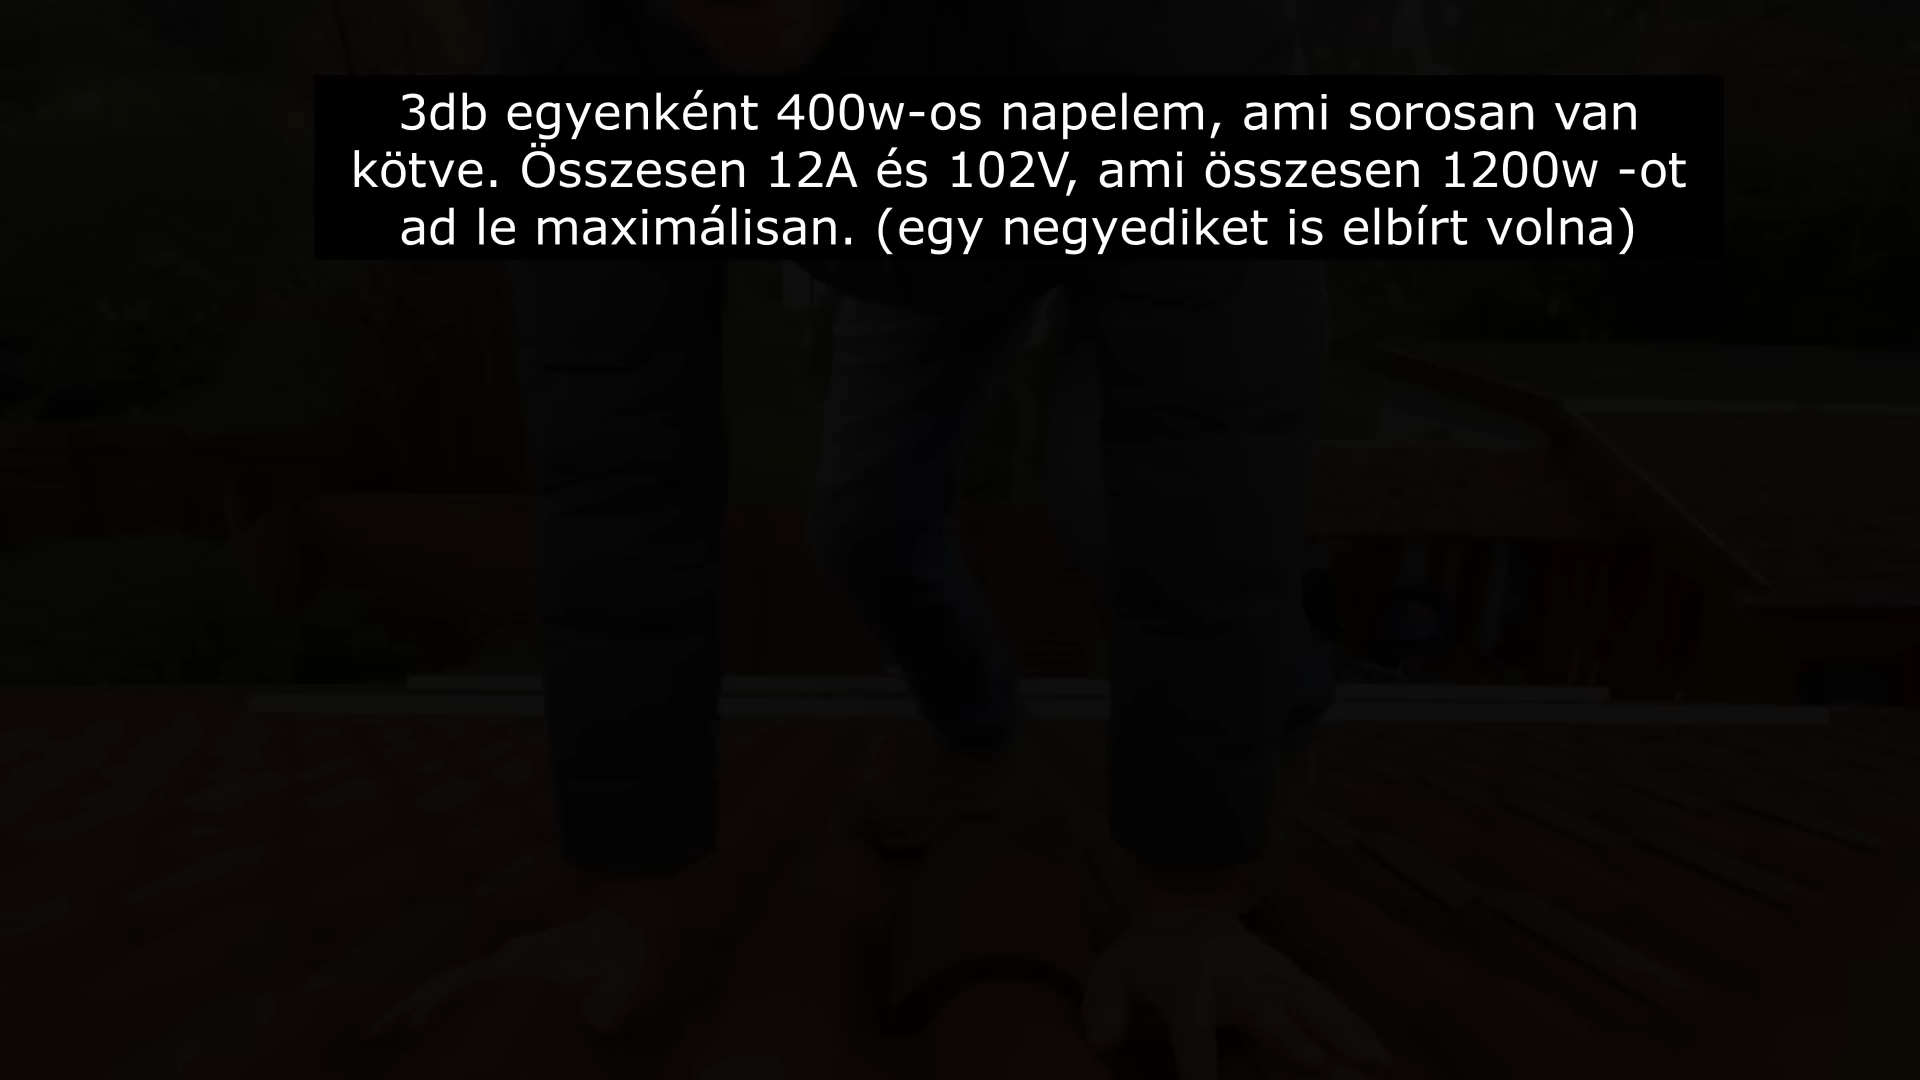 3db egyenként 400w-os napelem, ami sorosan van
kötve. Összesen 12A és 102V, ami összesen 1200w -ot
ad le maximálisan. (egy negyediket is elbírt volna)